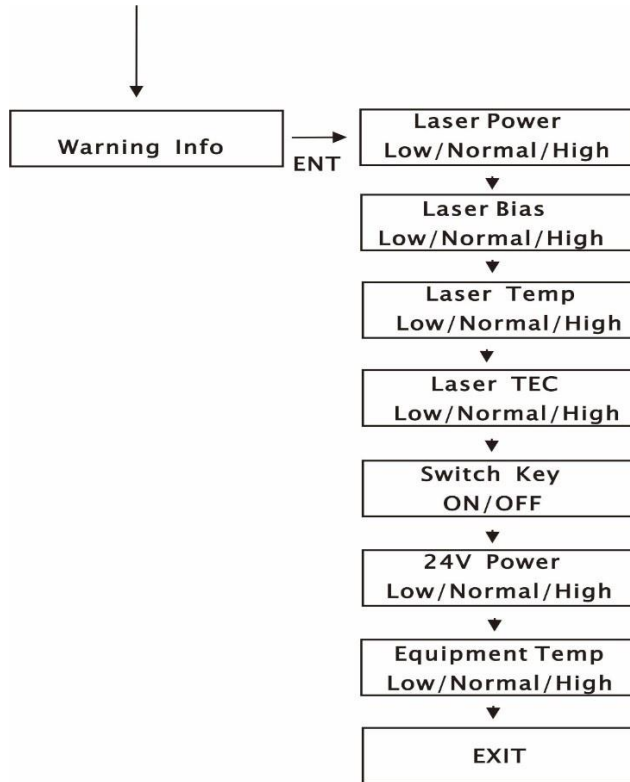 Warning Info
ENT
Laser Power
Low/Normal/High
Laser Bias
Low/Normal/High
Laser Temp
Low/Normal/High
Laser TEC
Low/Normal/High
Switch Key
ON/OFF
24V Power
Low/Normal/High
Equipment Temp
Low/Normal/High
EXIT